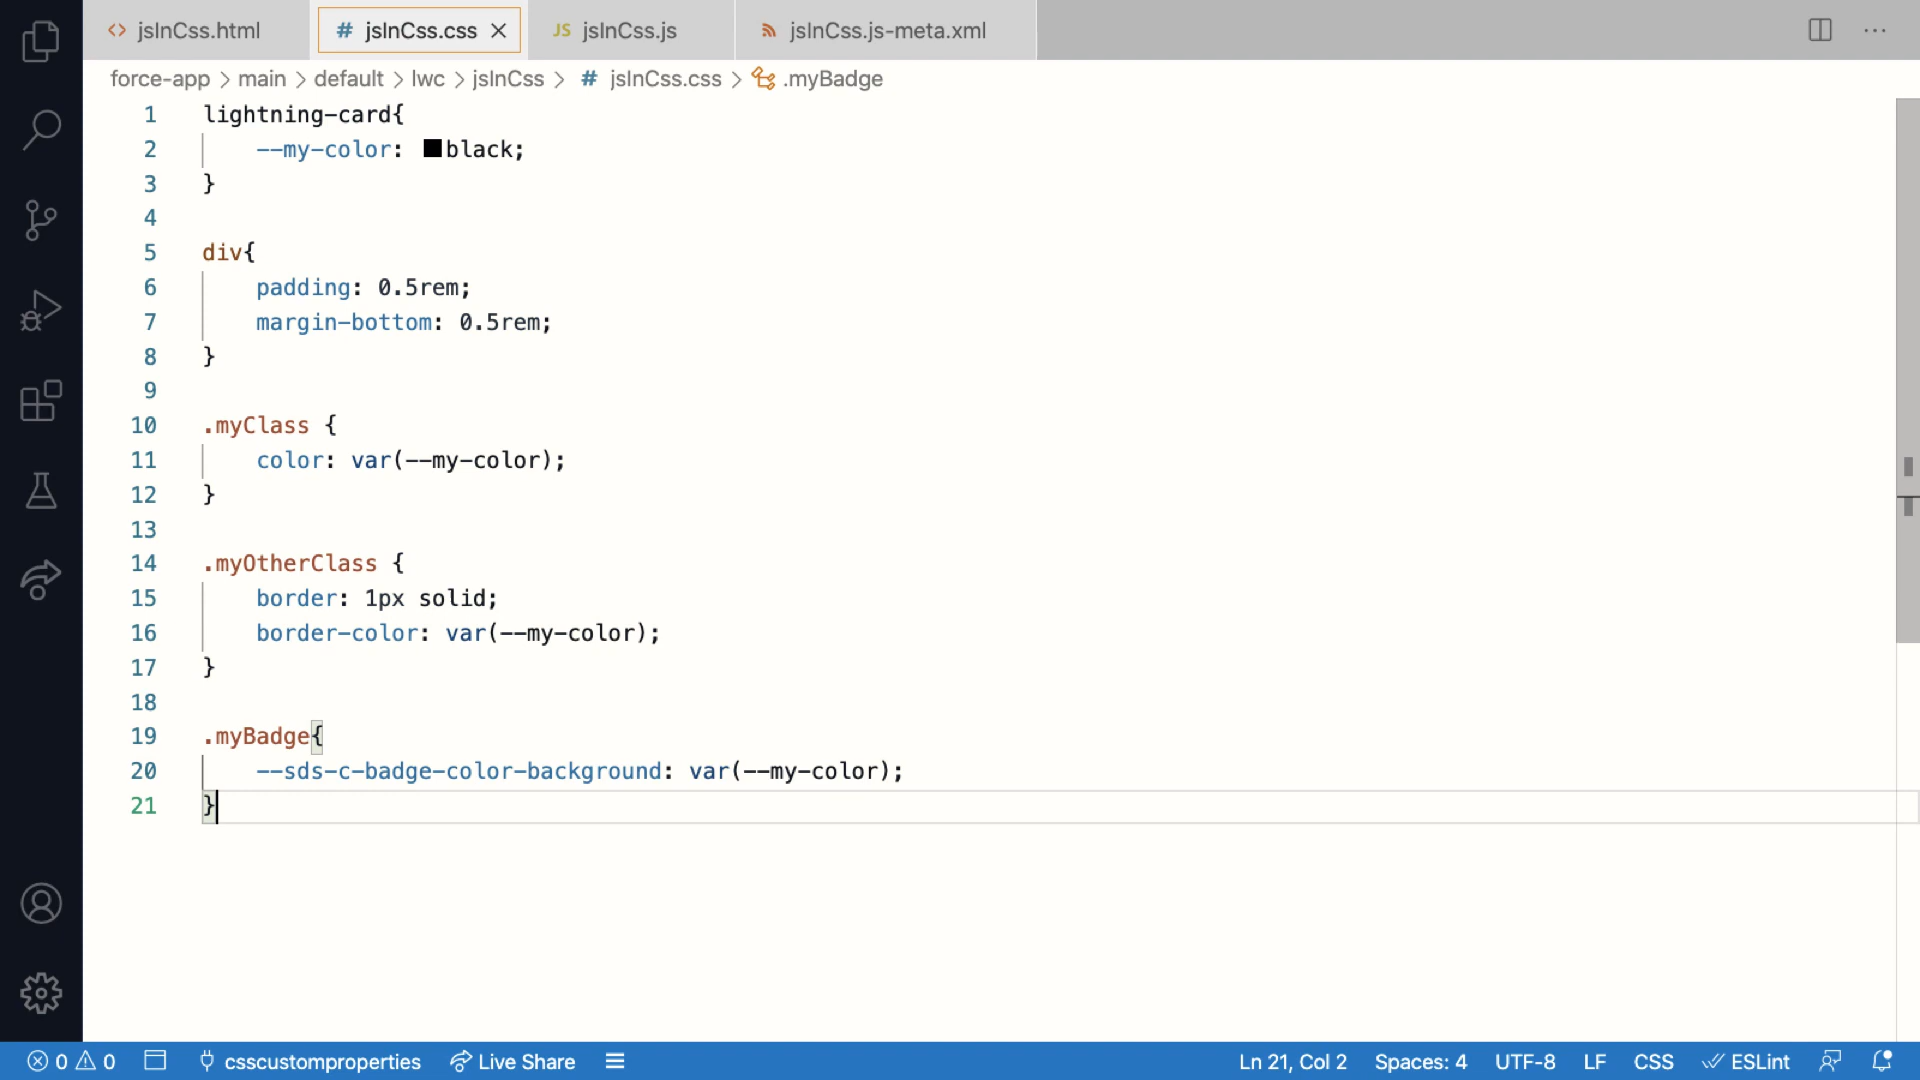 <> jsInCss.html # jsInCss.css JS jsInCss.js jsInCss.js-meta.xml
force-app > main > default > lwc > jsInCss > # jsInCss.css > .myBadge
1 lightning-card{
2 --my-color: black;
3 }
4
5 div{
6 padding: 0.5rem;
7 margin-bottom: 0.5rem;
8 }
9
10 .myClass {
11 color: var(--my-color);
12 }
13
14 .myOtherClass {
15 border: 1px solid;
16 border-color: var(--my-color);
17 }
18
19 .myBadge{
20 --sds-c-badge-color-background: var(--my-color);
21 }
0 0 csscustomproperties Live Share Ln 21, Col 2 Spaces: 4 UTF-8 LF CSS ESLint